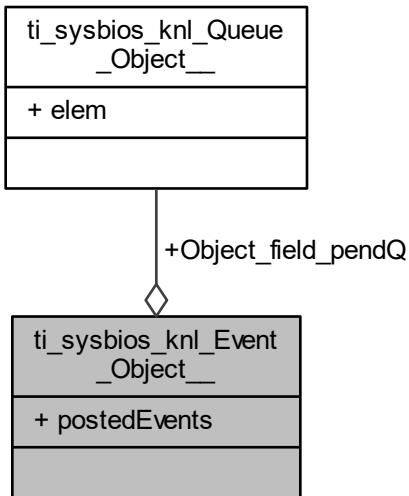 ti_sysbios_knl_Queue
_Object__
+ elem
+Object_field_pendQ
ti_sysbios_knl_Event
_Object__
+ postedEvents